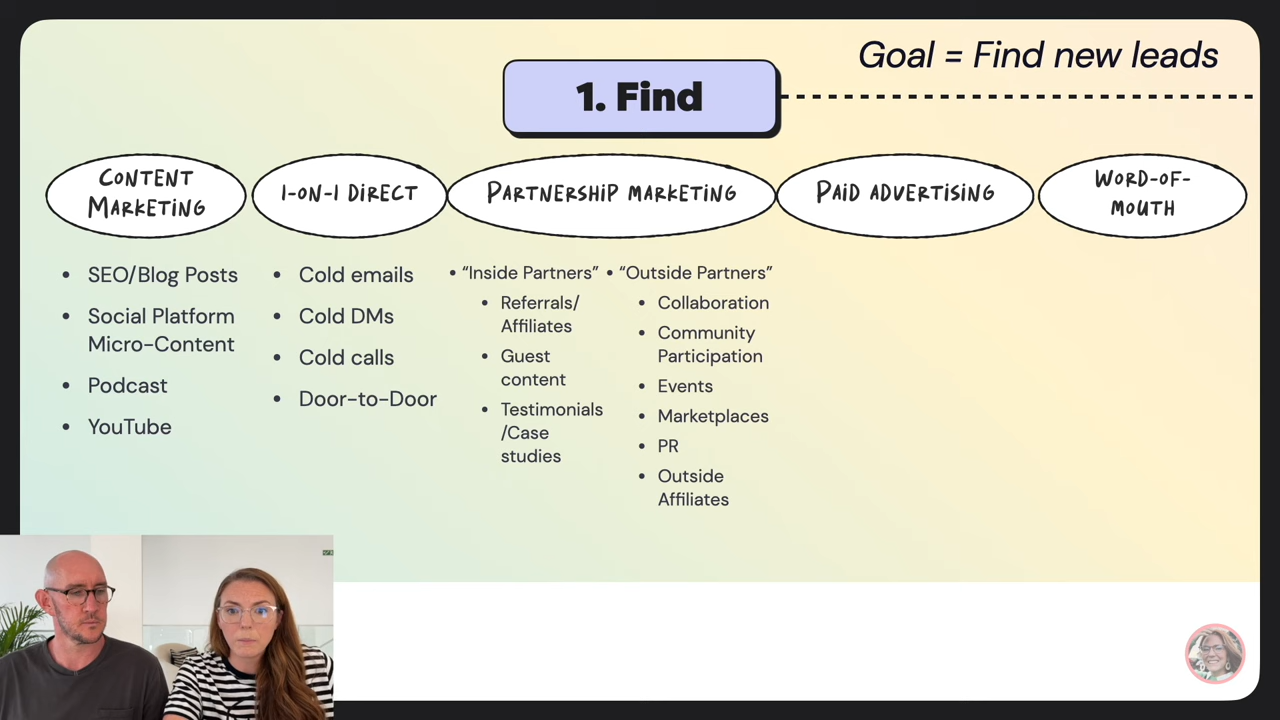 Goal = Find new leads
1. Find
CONTENT
MARKETING
1-ON-1 DIRECT
PARTNERSHIP MARKETING
PAID ADVERTISING
WORD-OF-
MOUTH
• SEO/Blog Posts
• Social Platform
Micro-Content
• Podcast
• YouTube
• Cold emails
• Cold DMs
• Cold calls
• Door-to-Door
• “Inside Partners”
• Referrals/
Affiliates
• Guest
content
• Testimonials
/Case
studies
• “Outside Partners”
• Collaboration
• Community
Participation
• Events
• Marketplaces
• PR
• Outside
Affiliates